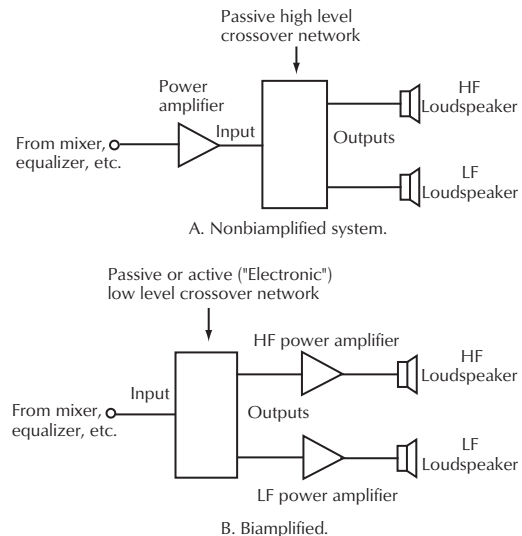 Passive high level
crossover network
Power
amplifier
HF
Loudspeaker
Input
Outputs
From mixer,
equalizer, etc.
LF
Loudspeaker
A. Nonbiamplified system.
Passive or active ("Electronic")
low level crossover network
HF power amplifier
HF
Loudspeaker
Input
Outputs
From mixer,
equalizer, etc.
LF
Loudspeaker
LF power amplifier
B. Biamplified.